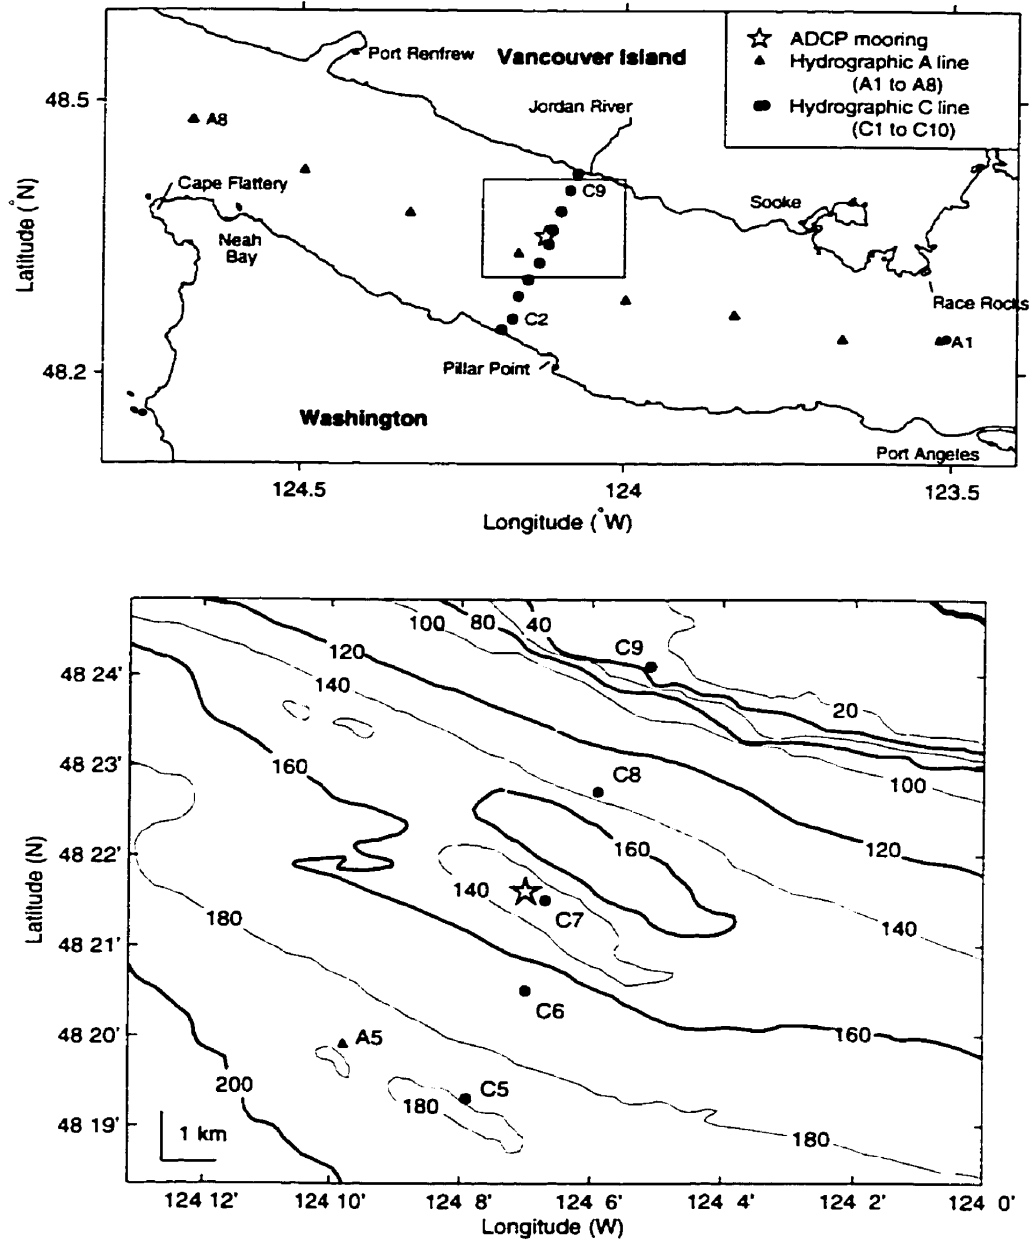 Port Renfrew
Vancouver Island
ADCP mooring
Hydrographic A line
(A1 to A8)
Hydrographic C line
(C1 to C10)
Jordan River
48.5
A8
Cape Flattery
C9
Sooke
Neah
Bay
Latitude (°N)
Race Rocks
C2
A1
Pillar Point
48.2
Washington
Port Angeles
124.5
124
123.5
Longitude (°W)
100
80
40
C9
120
48 24'
140
20
48 23'
160
C8
100
48 22'
160
120
140
C7
180
140
Latitude (N)
48 21'
C6
48 20'
A5
160
200
C5
180
48 19'
1 km
180
124 12'
124 10'
124 8'
124 6'
124 4'
124 2'
124 0'
Longitude (W)